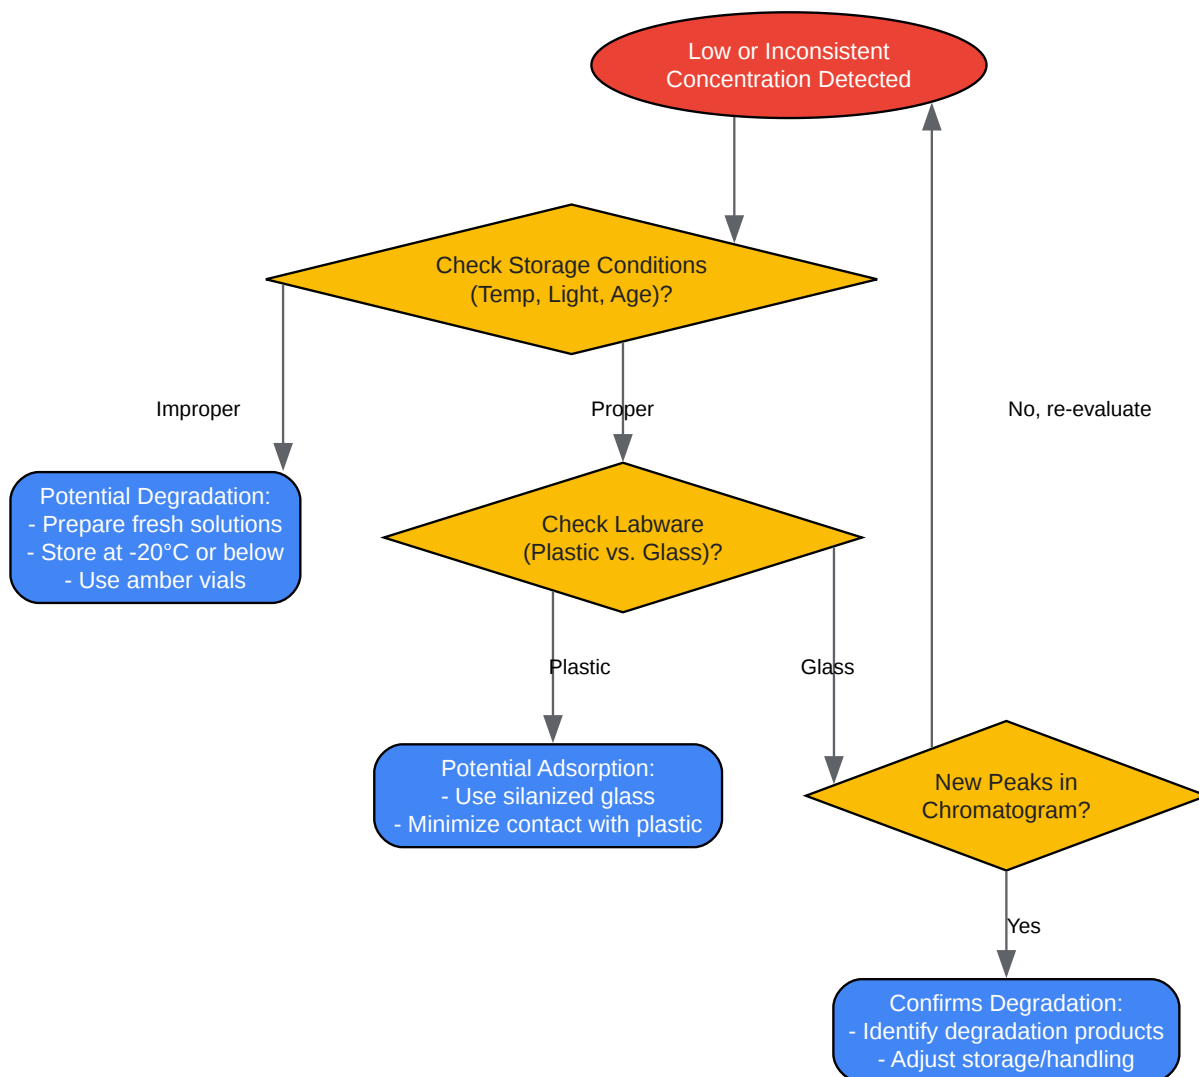 Low or Inconsistent
Concentration Detected
Check Storage Conditions
(Temp, Light, Age)?
Improper
Proper
No, re-evaluate
Potential Degradation:
- Prepare fresh solutions
- Store at -20°C or below
- Use amber vials
Check Labware
(Plastic vs. Glass)?
Plastic
Glass
Potential Adsorption:
- Use silanized glass
- Minimize contact with plastic
New Peaks in
Chromatogram?
Yes
Confirms Degradation:
- Identify degradation products
- Adjust storage/handling